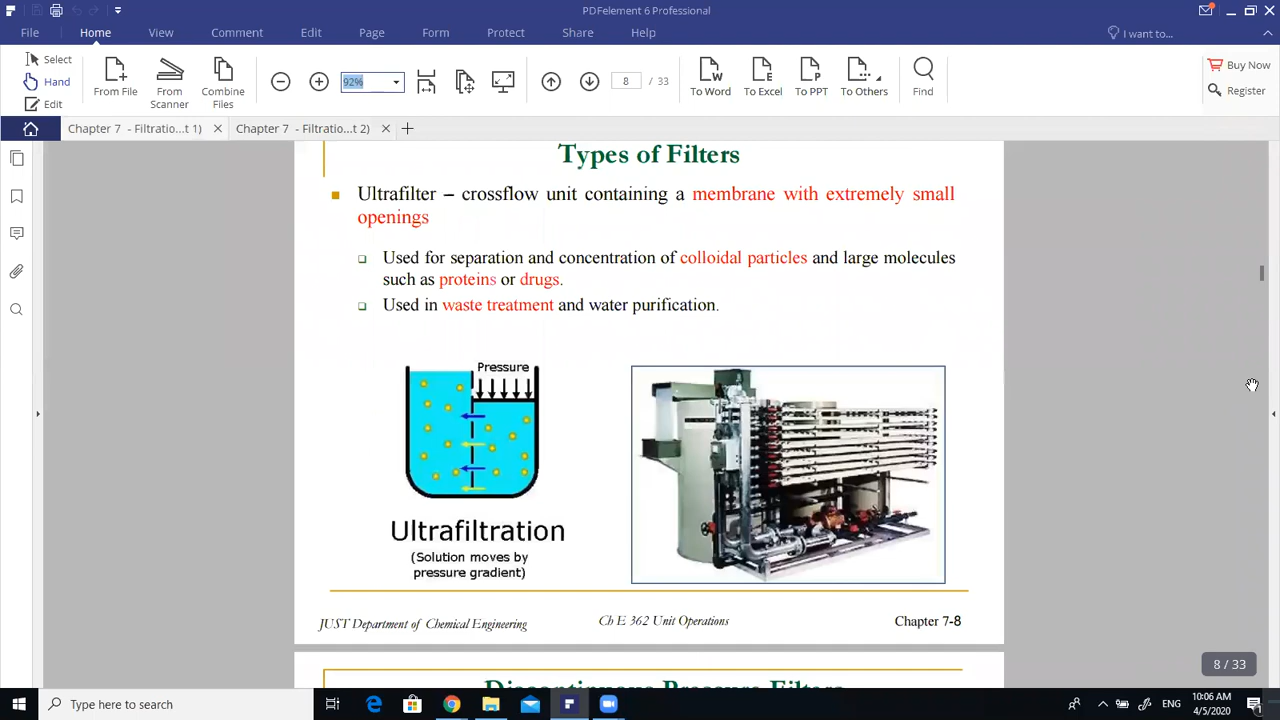 PDFelement 6 Professional
File Home View Comment Edit Page Form Protect Share Help I want to...
Select
Hand
Edit
From File
From Scanner
Combine Files
92%
8 / 33
To Word
To Excel
To PPT
To Others
Find
Buy Now
Register
Chapter 7 - Filtratio...t 1)
Chapter 7 - Filtratio...t 2)
Types of Filters
Ultrafilter – crossflow unit containing a membrane with extremely small
openings
Used for separation and concentration of colloidal particles and large molecules
such as proteins or drugs.
Used in waste treatment and water purification.
Pressure
Ultrafiltration
(Solution moves by
pressure gradient)
JUST Department of Chemical Engineering
Ch E 362 Unit Operations
Chapter 7-8
8 / 33
Discontinuous Pressure Filters
Type here to search
ENG
10:06 AM
4/5/2020